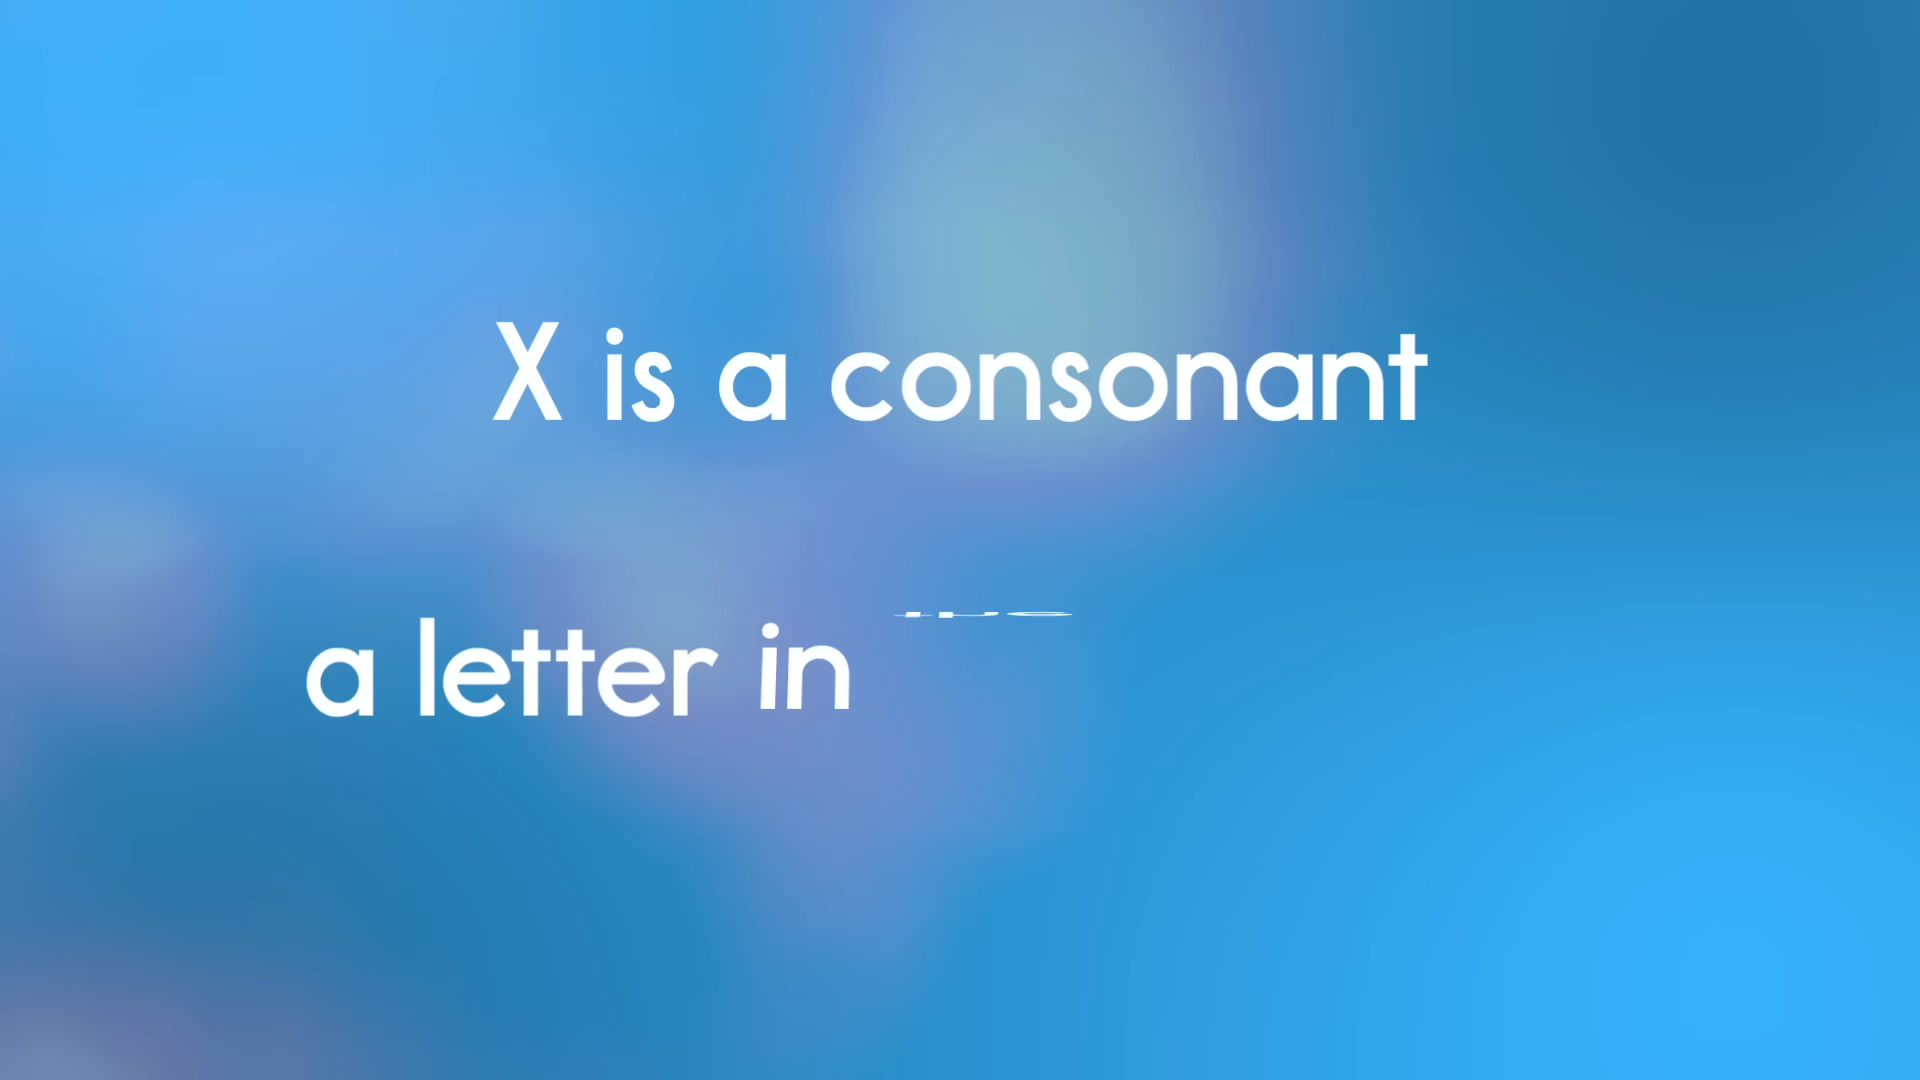 X is a consonant
a letter in